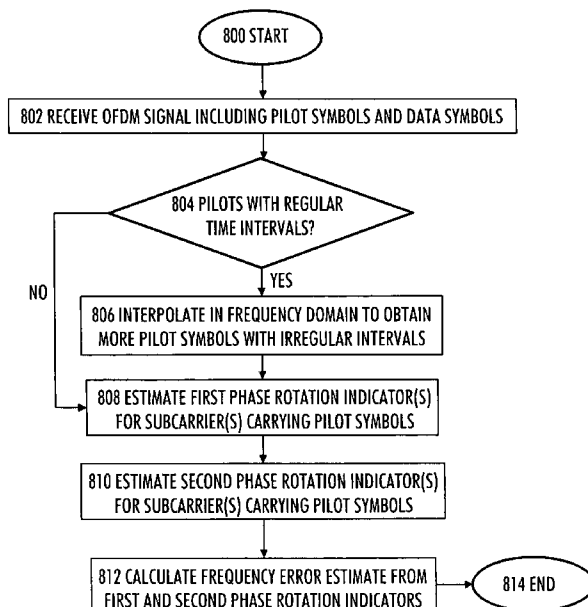 800 START
802 RECEIVE OFDM SIGNAL INCLUDING PILOT SYMBOLS AND DATA SYMBOLS
804 PILOTS WITH REGULAR
TIME INTERVALS?
NO
YES
806 INTERPOLATE IN FREQUENCY DOMAIN TO OBTAIN
MORE PILOT SYMBOLS WITH IRREGULAR INTERVALS
808 ESTIMATE FIRST PHASE ROTATION INDICATOR(S)
FOR SUBCARRIER(S) CARRYING PILOT SYMBOLS
810 ESTIMATE SECOND PHASE ROTATION INDICATOR(S)
FOR SUBCARRIER(S) CARRYING PILOT SYMBOLS
812 CALCULATE FREQUENCY ERROR ESTIMATE FROM
FIRST AND SECOND PHASE ROTATION INDICATORS
814 END